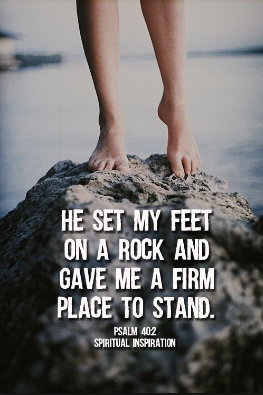 HE SET MY FEET
ON A ROCK AND
GAVE ME A FIRM
PLACE TO STAND.
PSALM 40:2
SPIRITUAL INSPIRATION